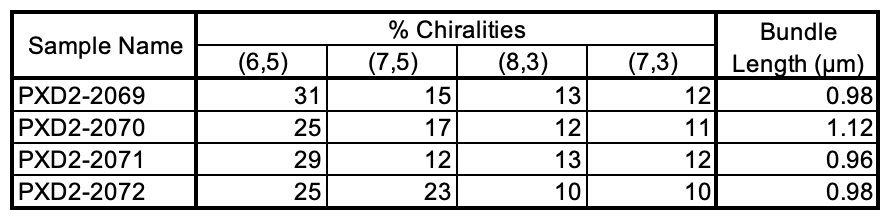 Sample Name % Chiralities Bundle Length (µm)
(6,5) (7,5) (8,3) (7,3)
PXD2-2069 31 15 13 12 0.98
PXD2-2070 25 17 12 11 1.12
PXD2-2071 29 12 13 12 0.96
PXD2-2072 25 23 10 10 0.98